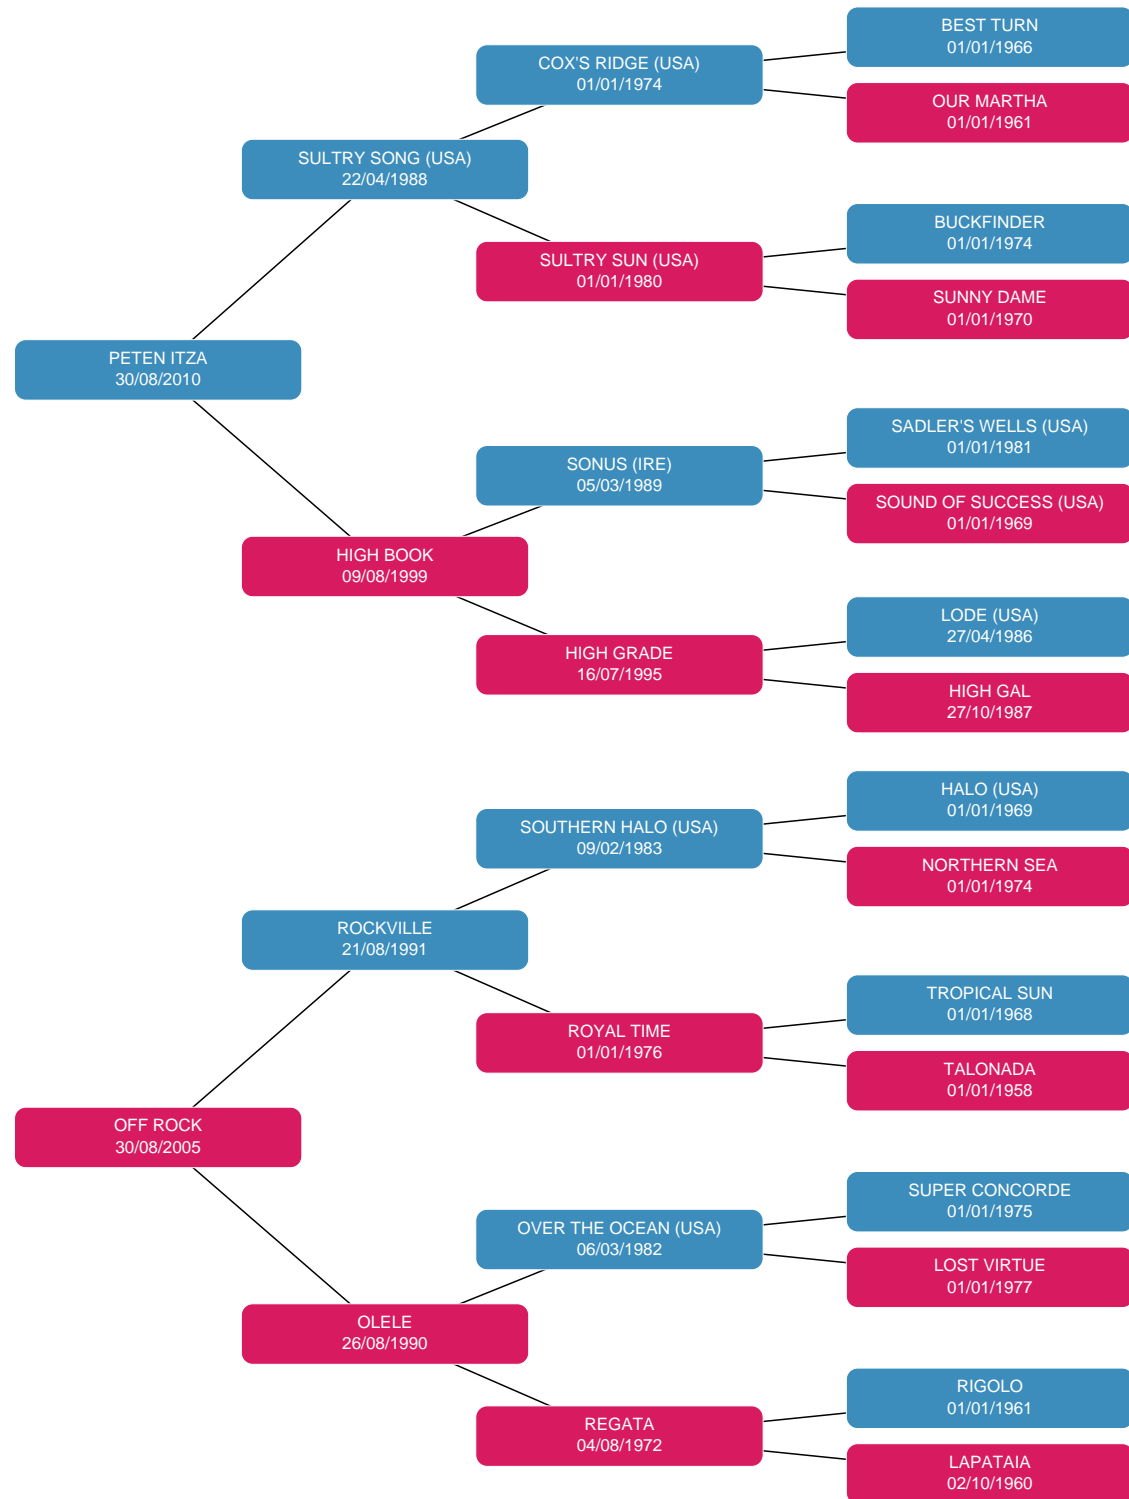 BEST TURN
01/01/1966
COX'S RIDGE (USA)
01/01/1974
OUR MARTHA
01/01/1961
SULTRY SONG (USA)
22/04/1988
BUCKFINDER
01/01/1974
SULTRY SUN (USA)
01/01/1980
SUNNY DAME
01/01/1970
PETEN ITZA
30/08/2010
SADLER'S WELLS (USA)
01/01/1981
SONUS (IRE)
05/03/1989
SOUND OF SUCCESS (USA)
01/01/1969
HIGH BOOK
09/08/1999
LODE (USA)
27/04/1986
HIGH GRADE
16/07/1995
HIGH GAL
27/10/1987
HALO (USA)
01/01/1969
SOUTHERN HALO (USA)
09/02/1983
NORTHERN SEA
01/01/1974
ROCKVILLE
21/08/1991
TROPICAL SUN
01/01/1968
ROYAL TIME
01/01/1976
TALONADA
01/01/1958
OFF ROCK
30/08/2005
SUPER CONCORDE
01/01/1975
OVER THE OCEAN (USA)
06/03/1982
LOST VIRTUE
01/01/1977
OLELE
26/08/1990
RIGOLO
01/01/1961
REGATA
04/08/1972
LAPATAIA
02/10/1960